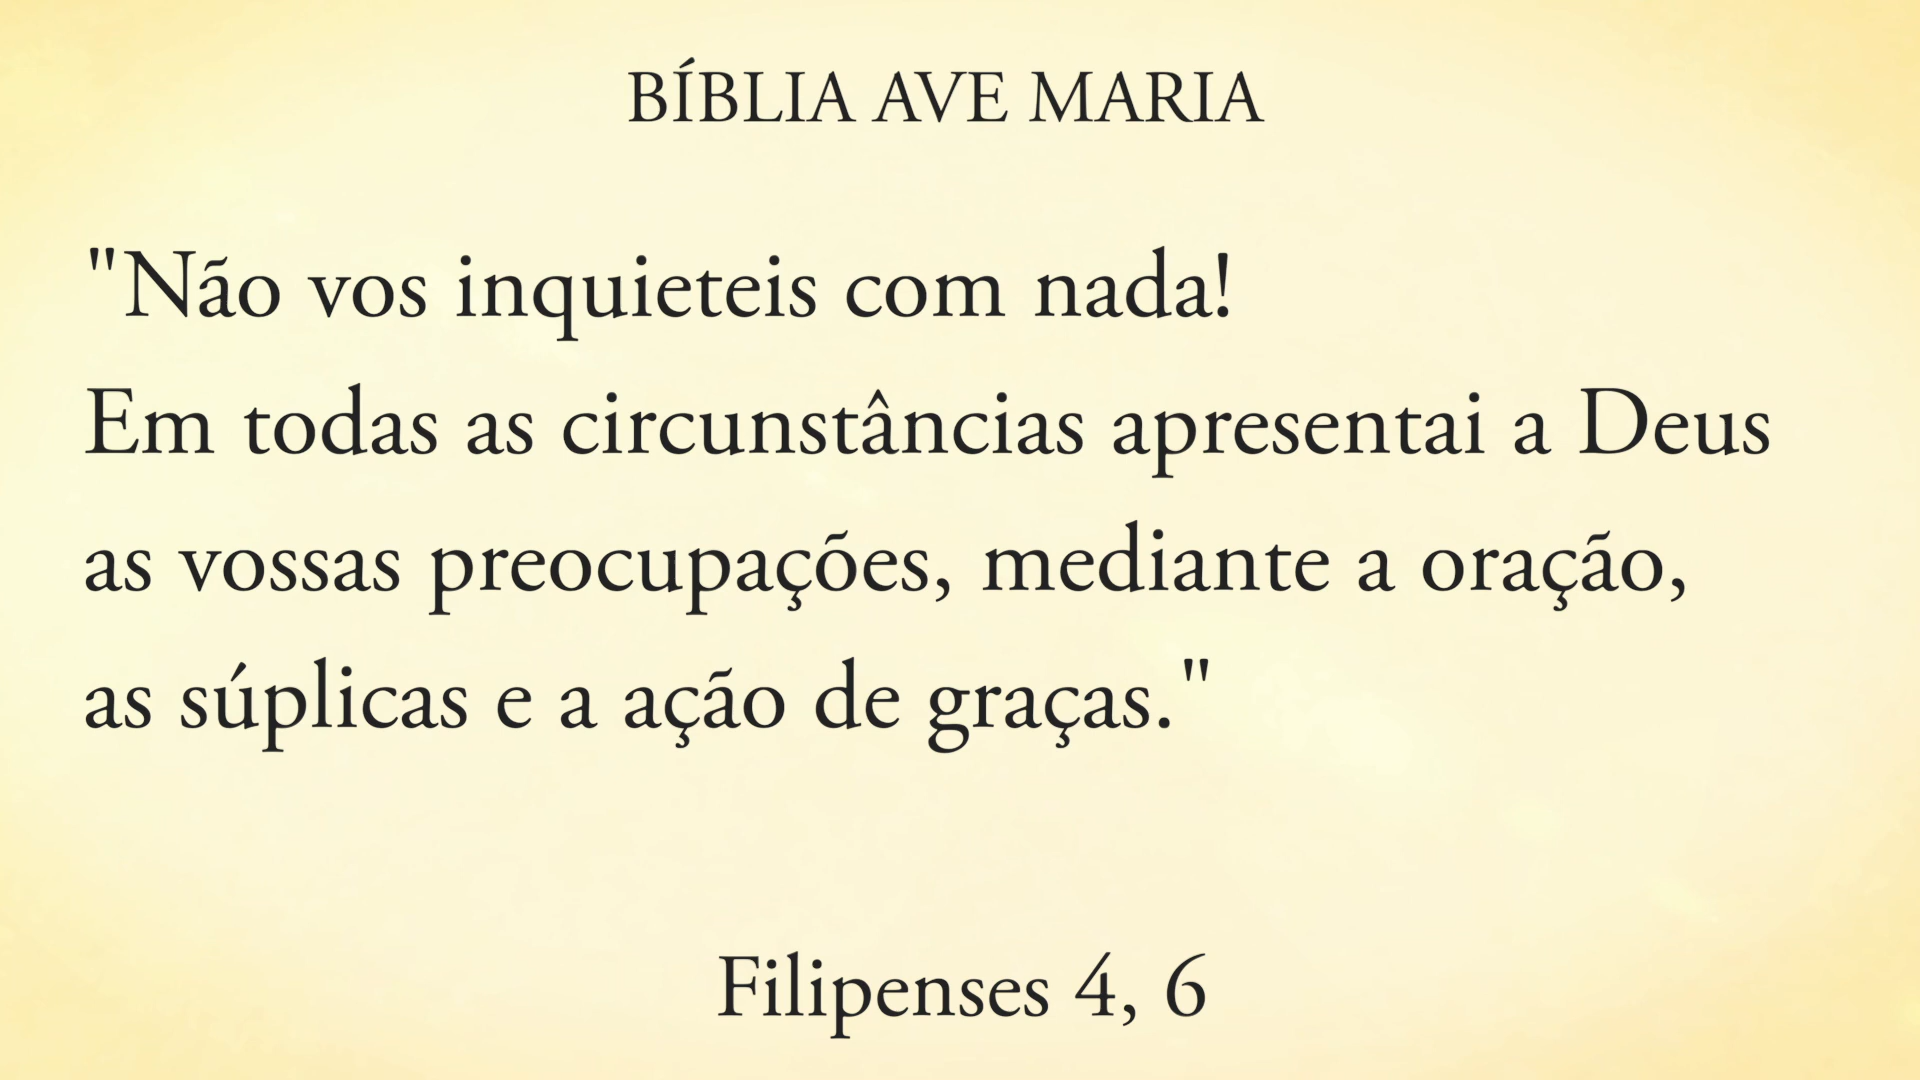 BÍBLIA AVE MARIA
"Não vos inquieteis com nada!
Em todas as circunstâncias apresentai a Deus
as vossas preocupações, mediante a oração,
as súplicas e a ação de graças."
Filipenses 4, 6